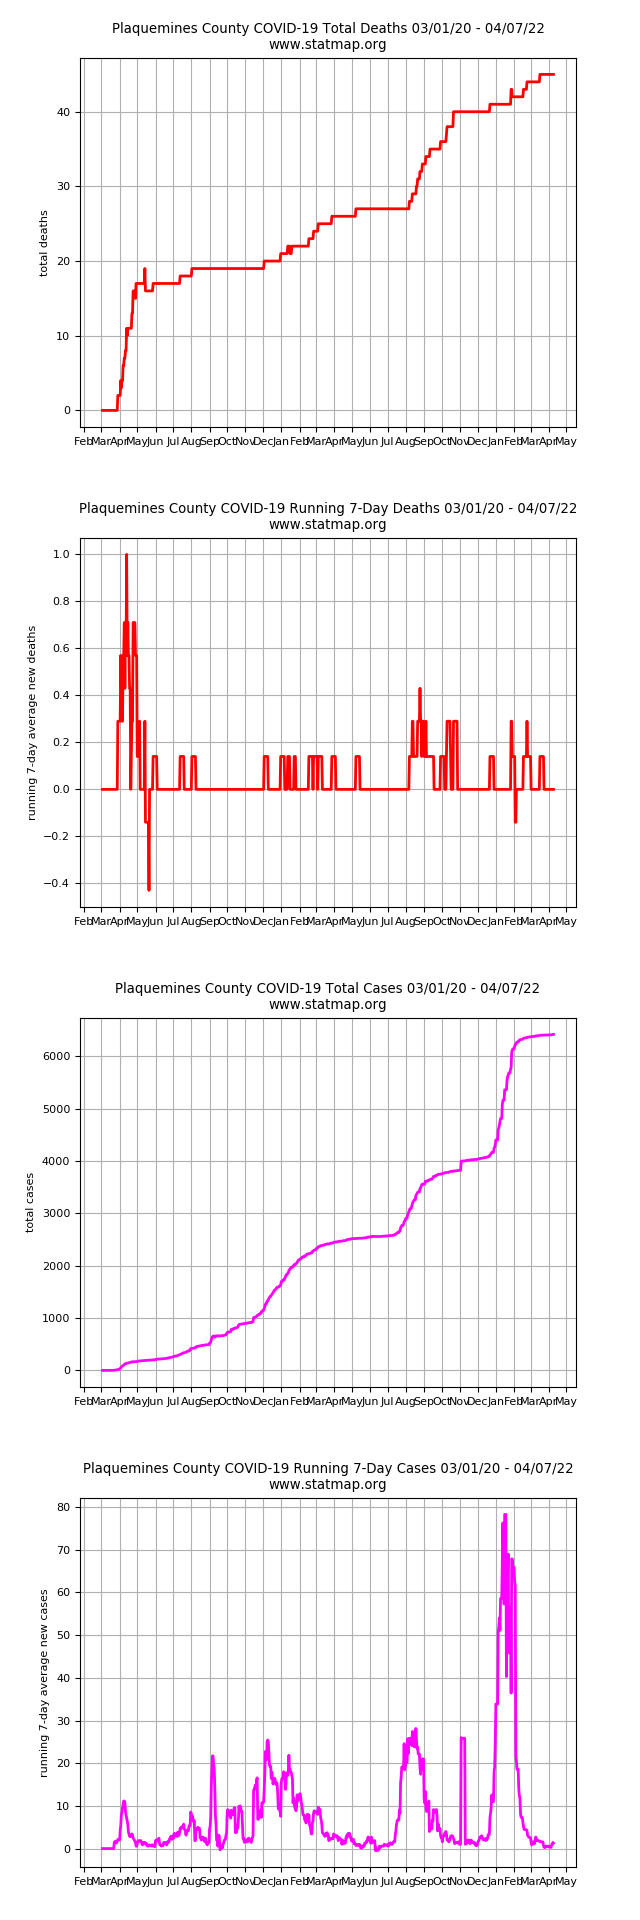 Plaquemines County COVID-19 Total Deaths 03/01/20 - 04/07/22
www.statmap.org
total deaths
40
30
20
10
0
Feb Mar Apr May Jun Jul Aug Sep Oct Nov Dec Jan Feb Mar Apr May Jun Jul Aug Sep Oct Nov Dec Jan Feb Mar Apr May
Plaquemines County COVID-19 Running 7-Day Deaths 03/01/20 - 04/07/22
www.statmap.org
running 7-day average new deaths
1.0
0.8
0.6
0.4
0.2
0.0
−0.2
−0.4
Feb Mar Apr May Jun Jul Aug Sep Oct Nov Dec Jan Feb Mar Apr May Jun Jul Aug Sep Oct Nov Dec Jan Feb Mar Apr May
Plaquemines County COVID-19 Total Cases 03/01/20 - 04/07/22
www.statmap.org
total cases
6000
5000
4000
3000
2000
1000
0
Feb Mar Apr May Jun Jul Aug Sep Oct Nov Dec Jan Feb Mar Apr May Jun Jul Aug Sep Oct Nov Dec Jan Feb Mar Apr May
Plaquemines County COVID-19 Running 7-Day Cases 03/01/20 - 04/07/22
www.statmap.org
running 7-day average new cases
80
70
60
50
40
30
20
10
0
Feb Mar Apr May Jun Jul Aug Sep Oct Nov Dec Jan Feb Mar Apr May Jun Jul Aug Sep Oct Nov Dec Jan Feb Mar Apr May